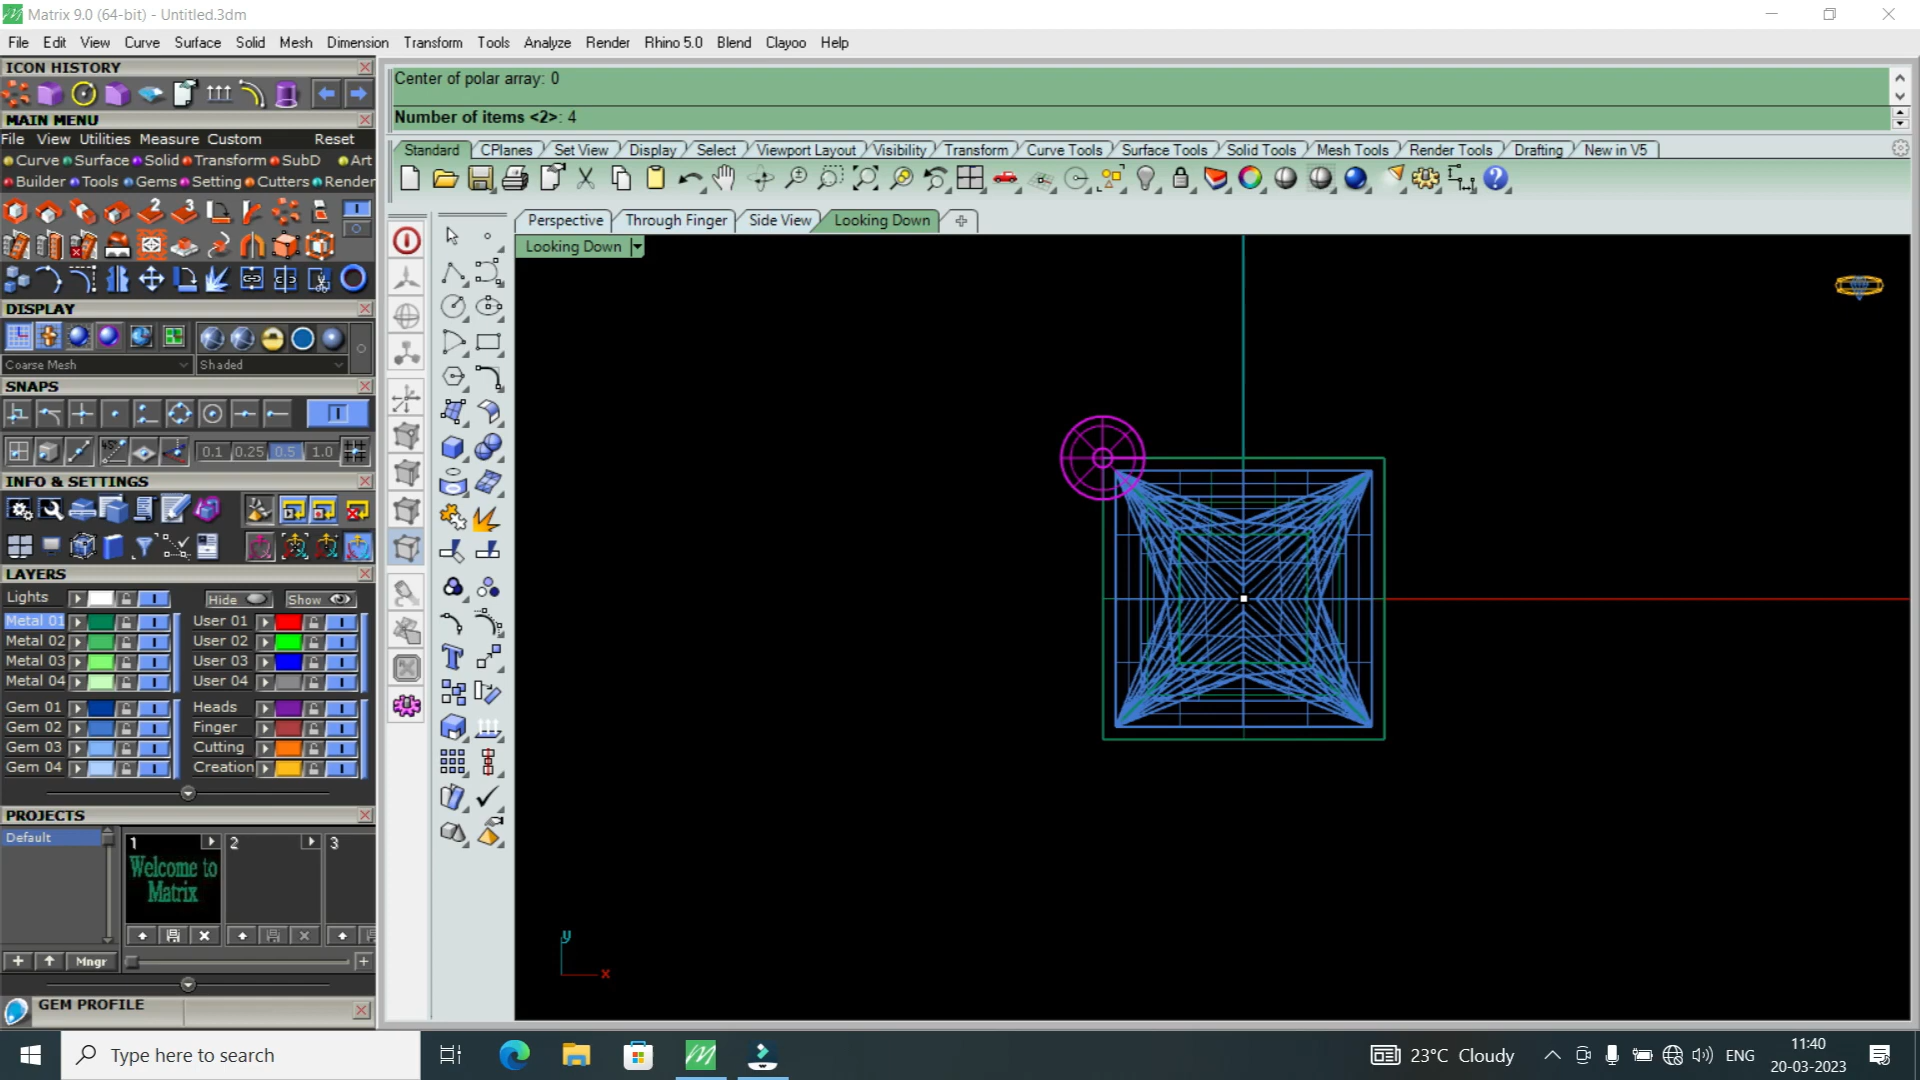 Matrix 9.0 (64-bit) - Untitled.3dm
File Edit View Curve Surface Solid Mesh Dimension Transform Tools Analyze Render Rhino 5.0 Blend Clayoo Help
ICON HISTORY
MAIN MENU
File View Utilities Measure Custom Reset
Curve Surface Solid Transform SubD Art
Builder Tools Gems Setting Cutters Render
2 3
DISPLAY
Coarse Mesh Shaded
SNAPS
45°
0.1 0.25 0.5 1.0
INFO & SETTINGS
LAYERS
Lights Hide Show
Metal 01 User 01
Metal 02 User 02
Metal 03 User 03
Metal 04 User 04
Gem 01 Heads
Gem 02 Finger
Gem 03 Cutting
Gem 04 Creation
PROJECTS
Default
1 2 3
Welcome to
Matrix
Mngr
GEM PROFILE
Center of polar array: 0
Number of items <2>: 4
Standard CPlanes Set View Display Select Viewport Layout Visibility Transform Curve Tools Surface Tools Solid Tools Mesh Tools Render Tools Drafting New in V5
Perspective Through Finger Side View Looking Down
Looking Down
y
x
Type here to search
23°C Cloudy
ENG
11:40
20-03-2023